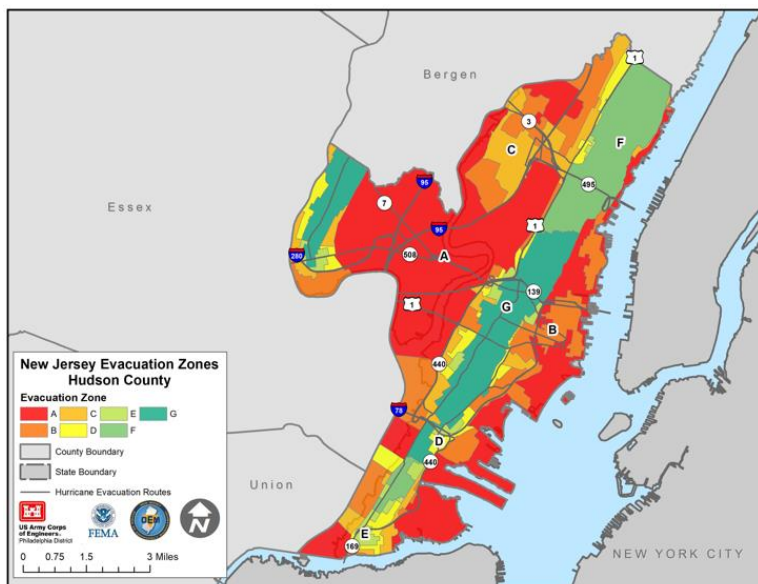 Bergen
1
3
F
C
Essex
95
7
495
1
95
280
508
A
139
1
G
B
440
78
D
440
Union
E
169
NEW YORK CITY
New Jersey Evacuation Zones
Hudson County
Evacuation Zone
A C E G
B D F
County Boundary
State Boundary
Hurricane Evacuation Routes
US Army Corps
of Engineers®
Philadelphia District
FEMA
OEM
N
0 0.75 1.5 3 Miles